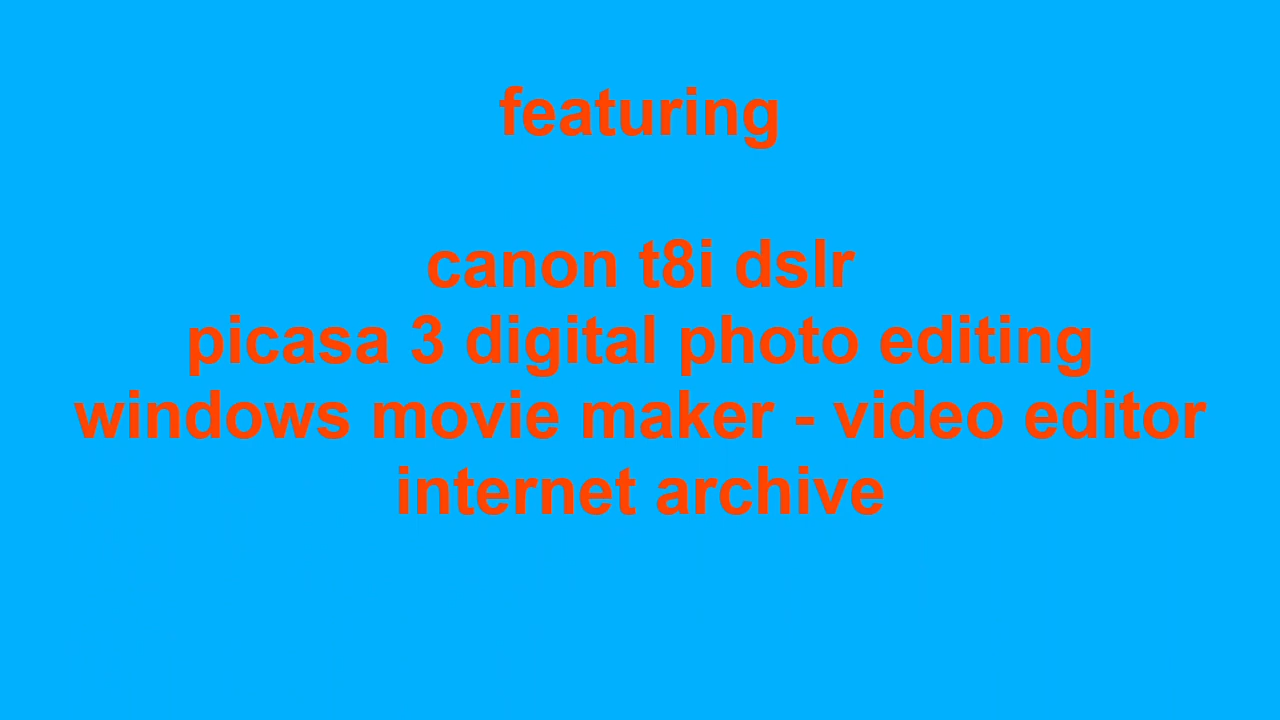 featuring
canon t8i dslr
picasa 3 digital photo editing
windows movie maker - video editor
internet archive